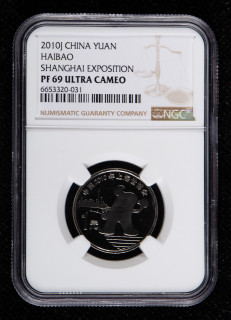 2010J CHINA YUAN
HAIBAO
SHANGHAI EXPOSITION
PF 69 ULTRA CAMEO
6653320-031
NUMISMATIC GUARANTY COMPANY
NGC